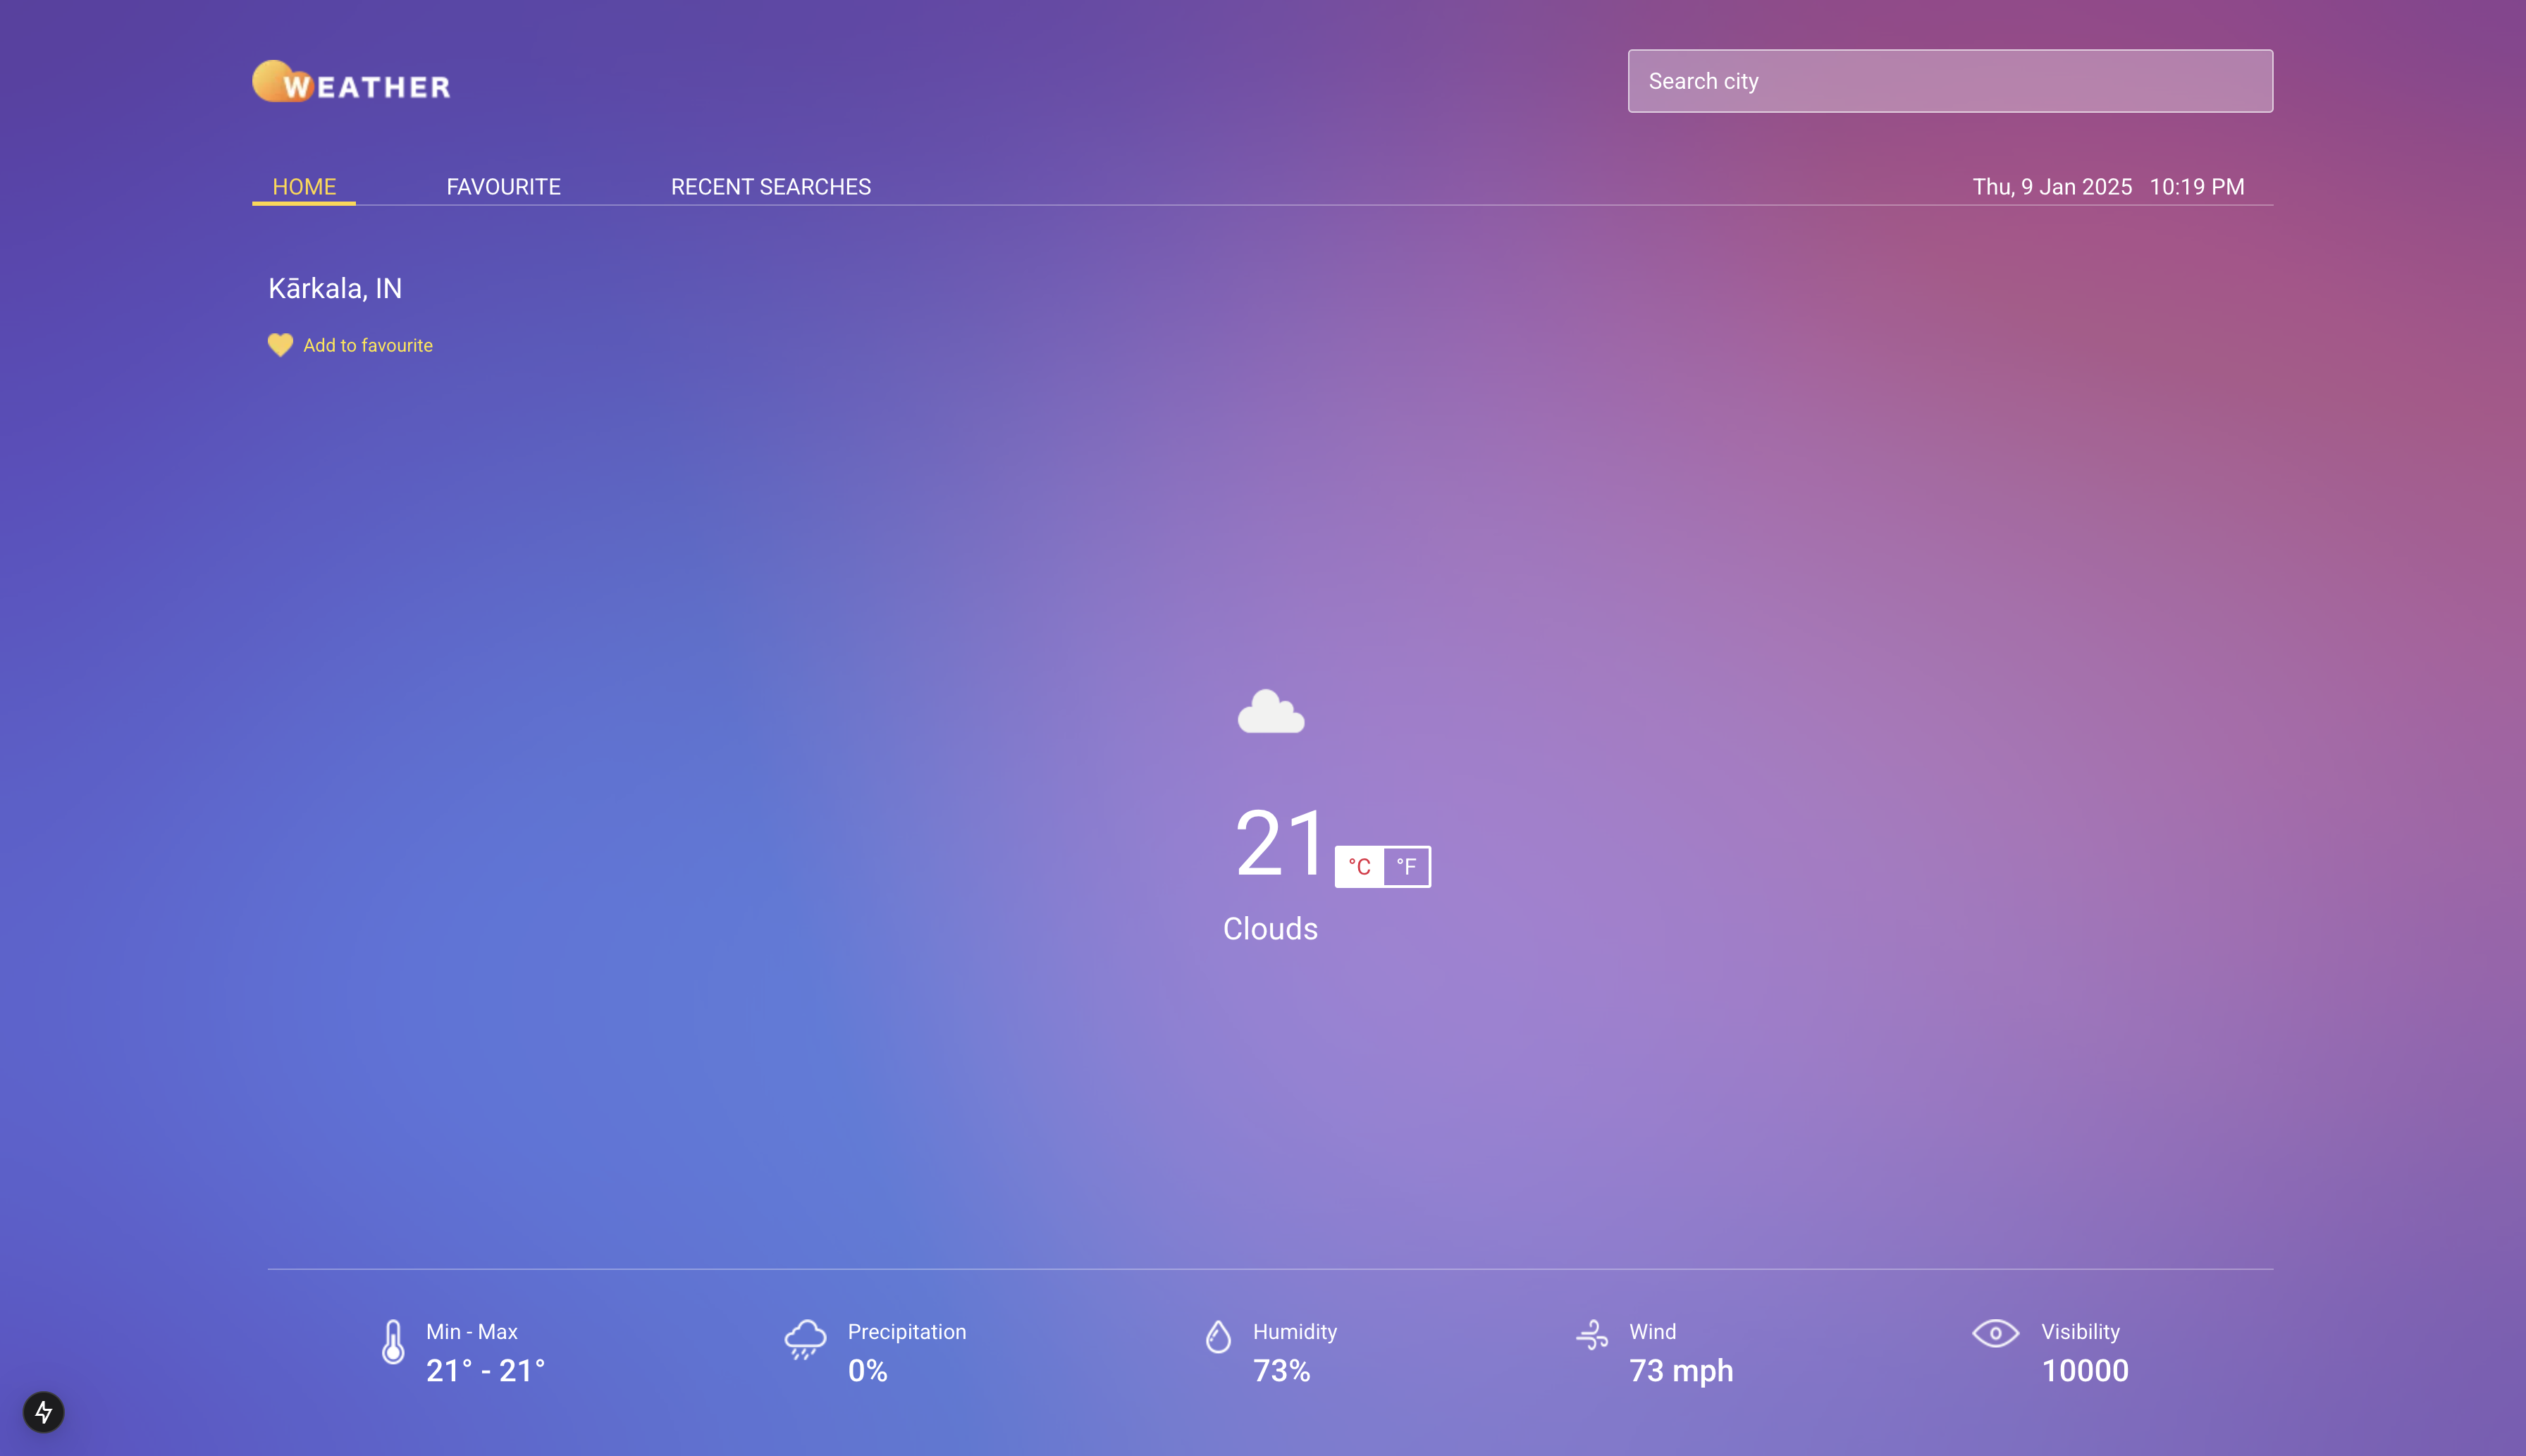 WEATHER
Search city
HOME FAVOURITE RECENT SEARCHES Thu, 9 Jan 2025 10:19 PM
Kārkala, IN
Add to favourite
21 °C °F
Clouds
Min - Max Precipitation Humidity Wind Visibility
21° - 21° 0% 73% 73 mph 10000